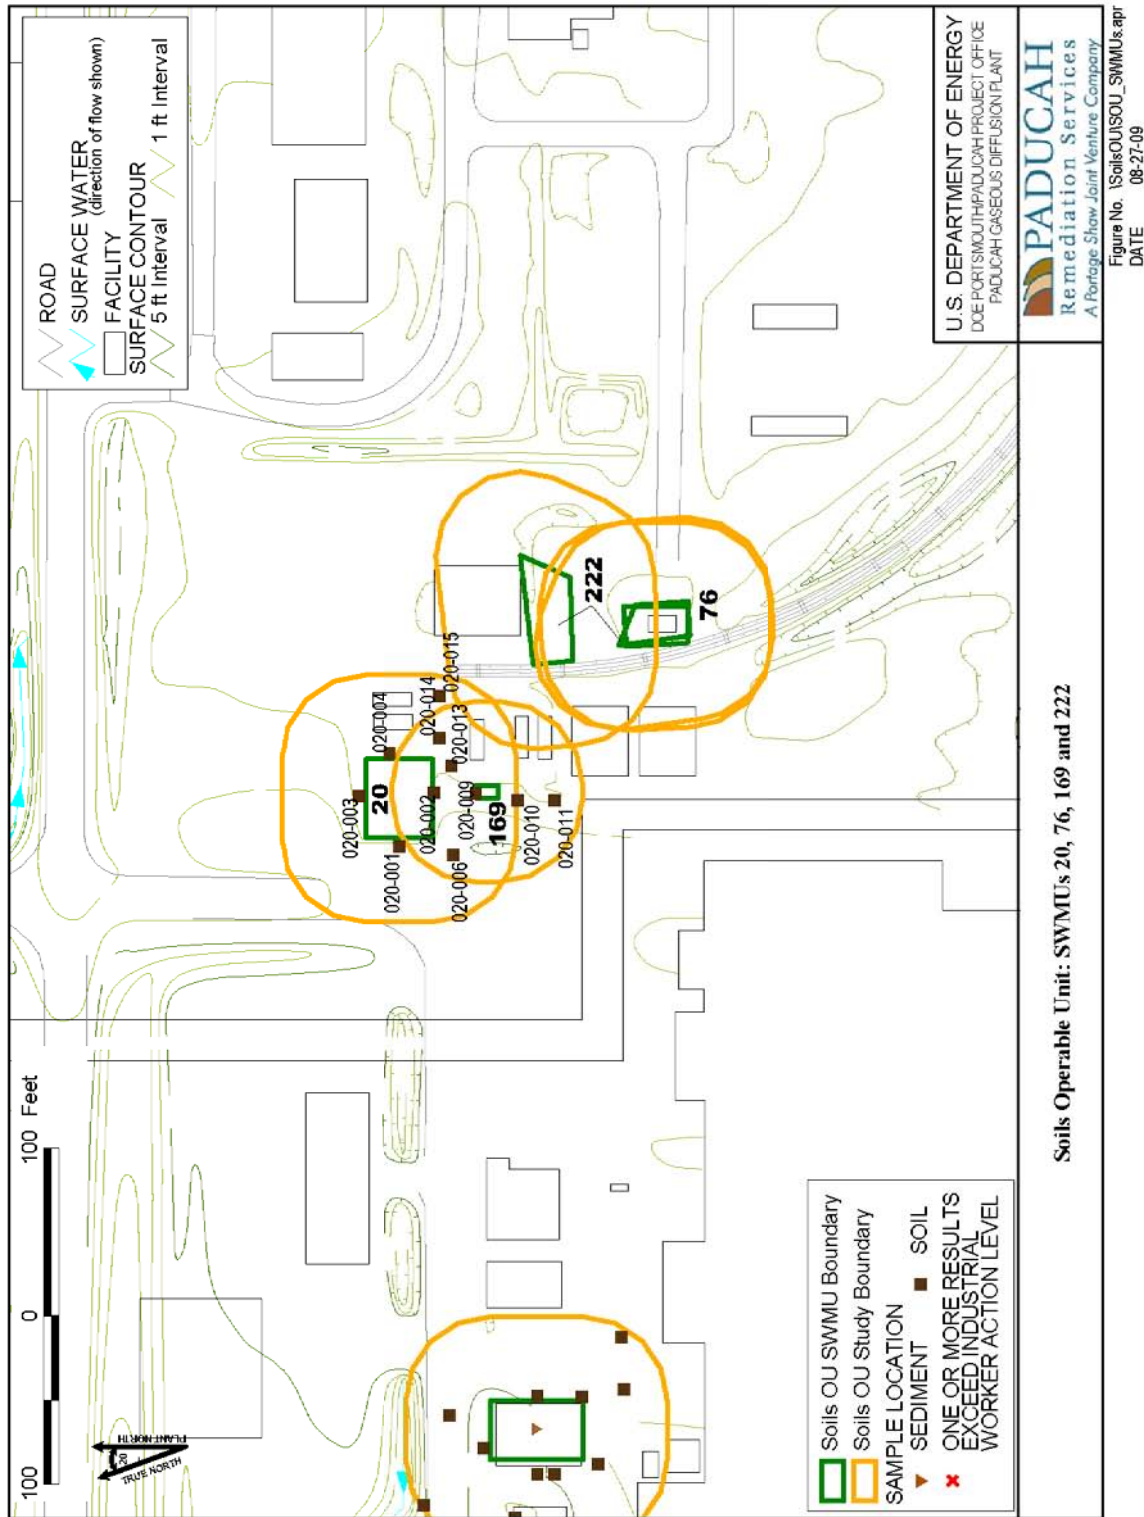 ROAD
SURFACE WATER
(direction of flow shown)
FACILITY
SURFACE CONTOUR
5 ft Interval
1 ft Interval
100
0
100 Feet
TRUE NORTH
20
PLANT NORTH
020-003
20
020-004
020-001
020-002
020-014
020-015
020-013
020-006
020-009
169
020-010
020-011
222
76
Soils OU SWMU Boundary
Soils OU Study Boundary
SAMPLE LOCATION
SEDIMENT
SOIL
ONE OR MORE RESULTS
EXCEED INDUSTRIAL
WORKER ACTION LEVEL
U.S. DEPARTMENT OF ENERGY
DOE PORTSMOUTH/PADUCAH PROJECT OFFICE
PADUCAH GASEOUS DIFFUSION PLANT
Soils Operable Unit: SWMUs 20, 76, 169 and 222
PADUCAH
Remediation Services
A Portage Shaw Joint Venture Company
Figure No. \SoilsOU\SOU_SWMUs.apr
DATE 08-27-09